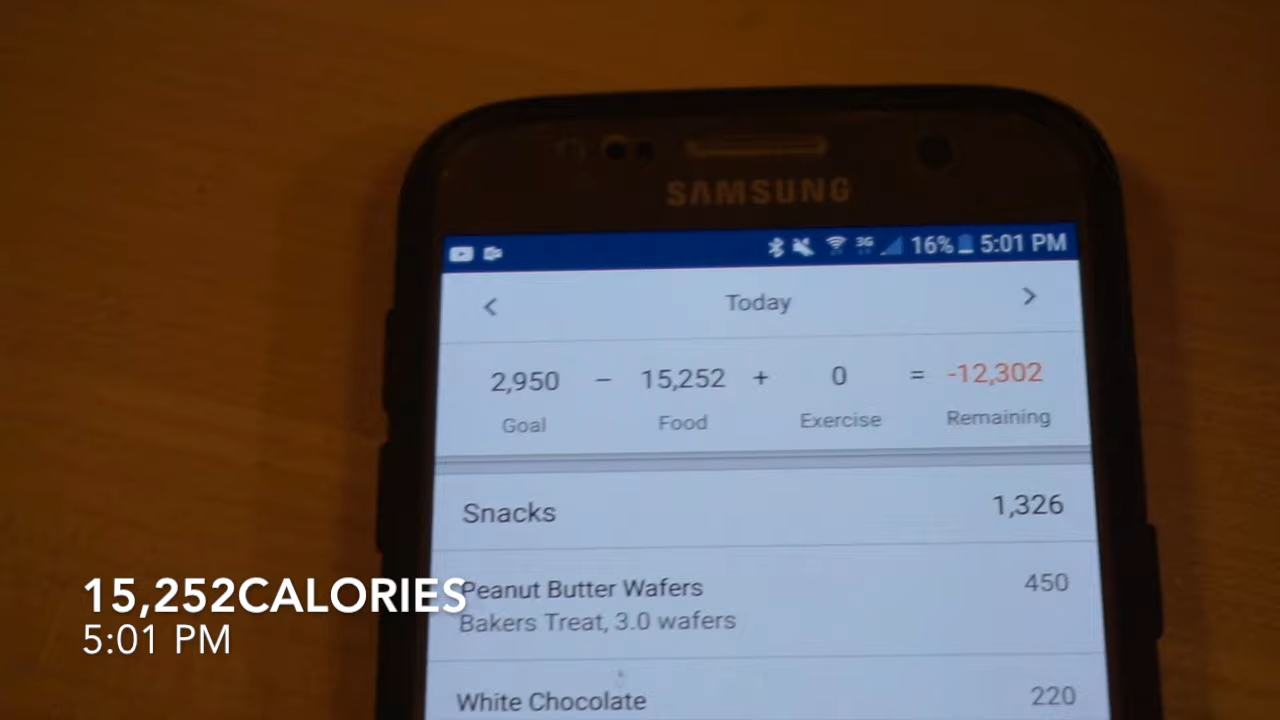 SAMSUNG
3G 16% 5:01 PM
Today
2,950 – 15,252 + 0 = -12,302
Goal Food Exercise Remaining
Snacks 1,326
Peanut Butter Wafers 450
Bakers Treat, 3.0 wafers
White Chocolate 220
15,252CALORIES
5:01 PM